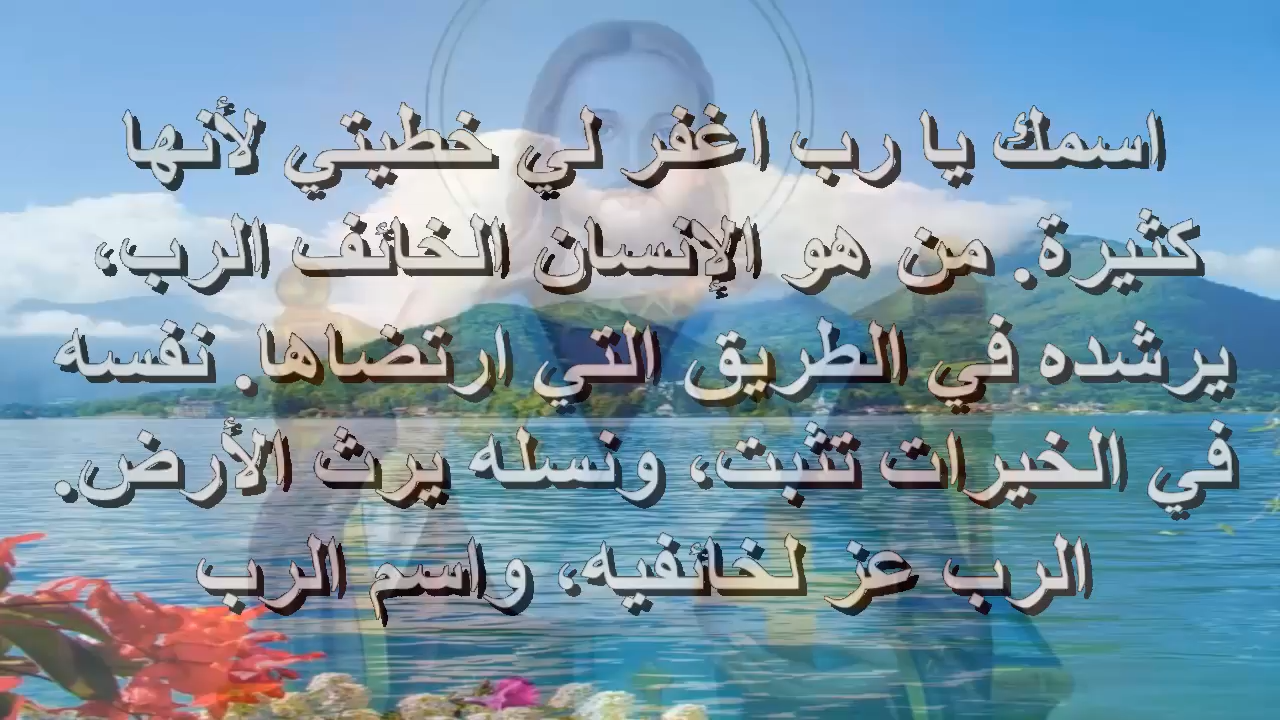 اسمك يا رب اغفر لي خطيتي لأنها
كثيرة. من هو الإنسان الخائف الرب،
يرشده في الطريق التي ارتضاها. نفسه
في الخيرات تثبت، ونسله يرث الأرض.
الرب عز لخائفيه، واسم الرب